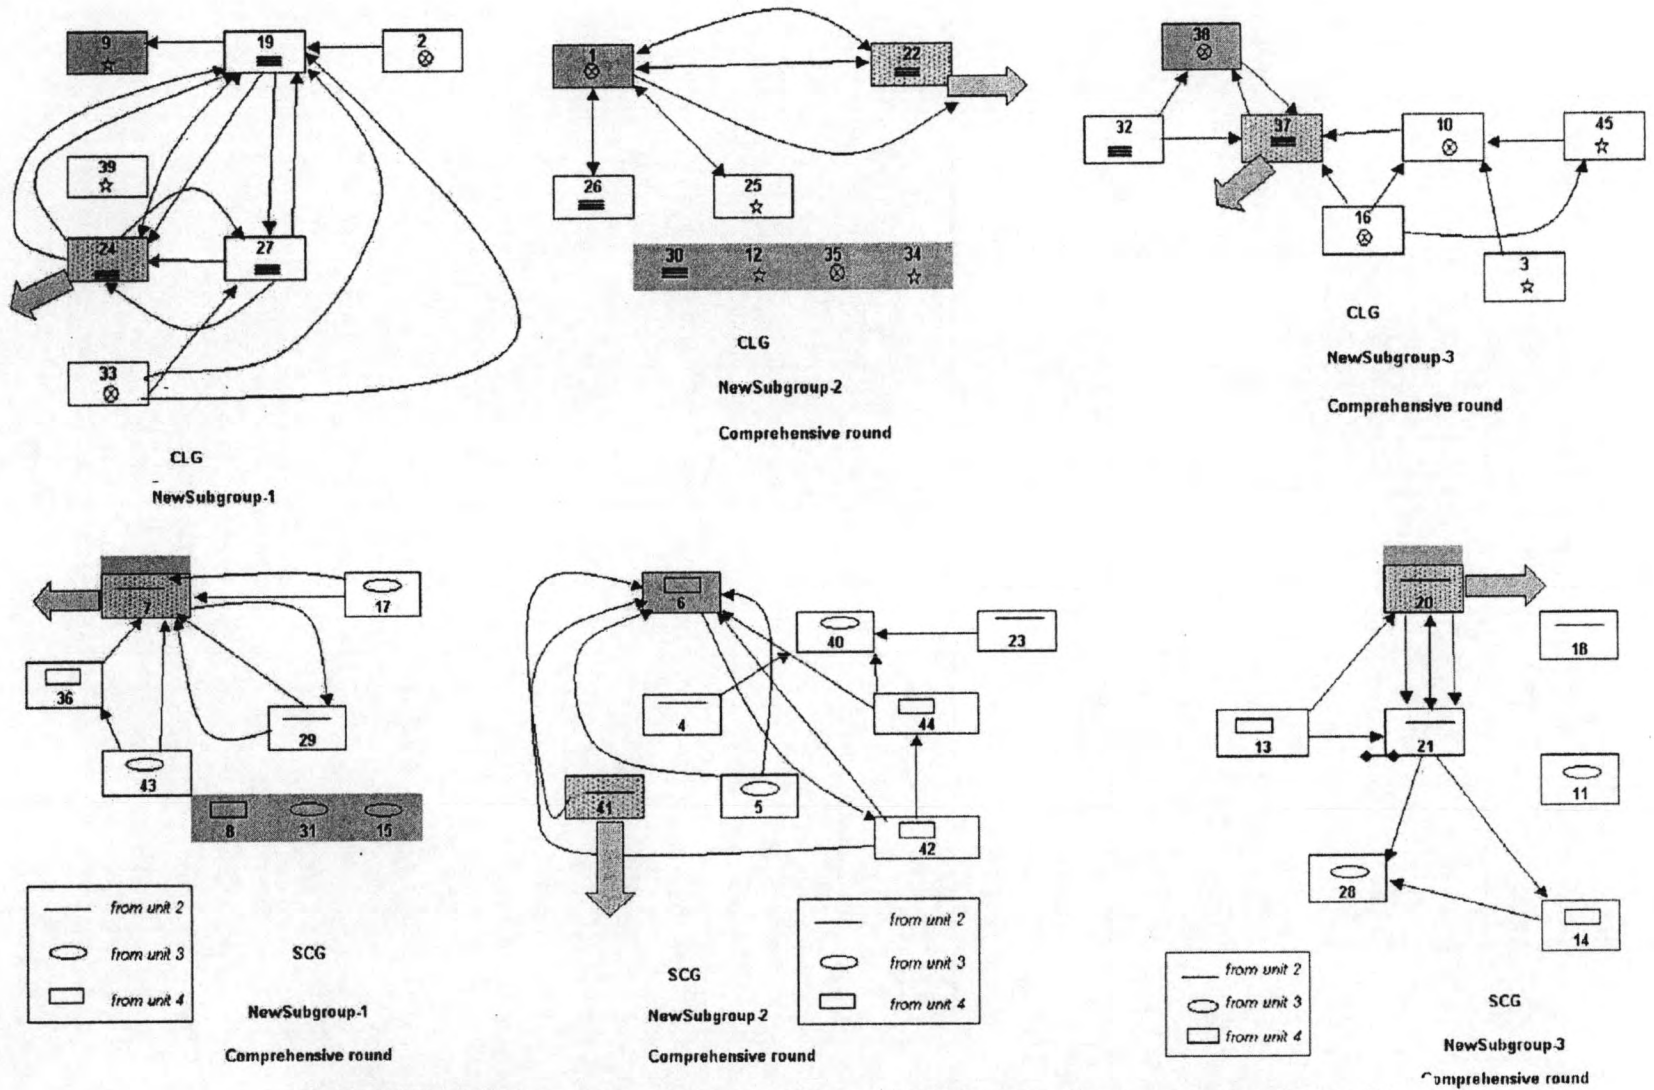 9
19
2
39
24
27
33
CLG
NewSubgroup-1
1
22
26
25
30 12 35 34
CLG
NewSubgroup-2
Comprehensive round
38
32
37
10
45
16
3
CLG
NewSubgroup-3
Comprehensive round
7
17
36
29
43
8 31 15
from unit 2
from unit 3
from unit 4
SCG
NewSubgroup-1
Comprehensive round
6
40
23
4
44
41
5
42
from unit 2
from unit 3
from unit 4
SCG
NewSubgroup-2
Comprehensive round
20
18
13
21
11
28
14
from unit 2
from unit 3
from unit 4
SCG
NewSubgroup-3
Comprehensive round